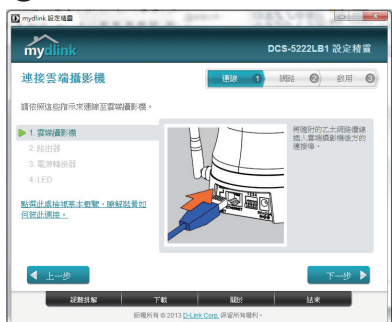 mydlink 設定精靈
mydlink
DCS-5222LB1 設定精靈
連接雲端攝影機
連線 1
網路 2
啟用 3
請依照這些指示來連線至雲端攝影機。
1. 雲端攝影機
2. 路由器
3. 電源轉接器
4. LED
將隨附的乙太網路纜線
插入雲端攝影機後方的
連接埠。
點選此處檢視基本概覽，瞭解裝置如
何彼此連接。
上一步
下一步
疑難排解
下載
關於
結束
版權所有 © 2013 D-Link Corp. 保留所有權利。